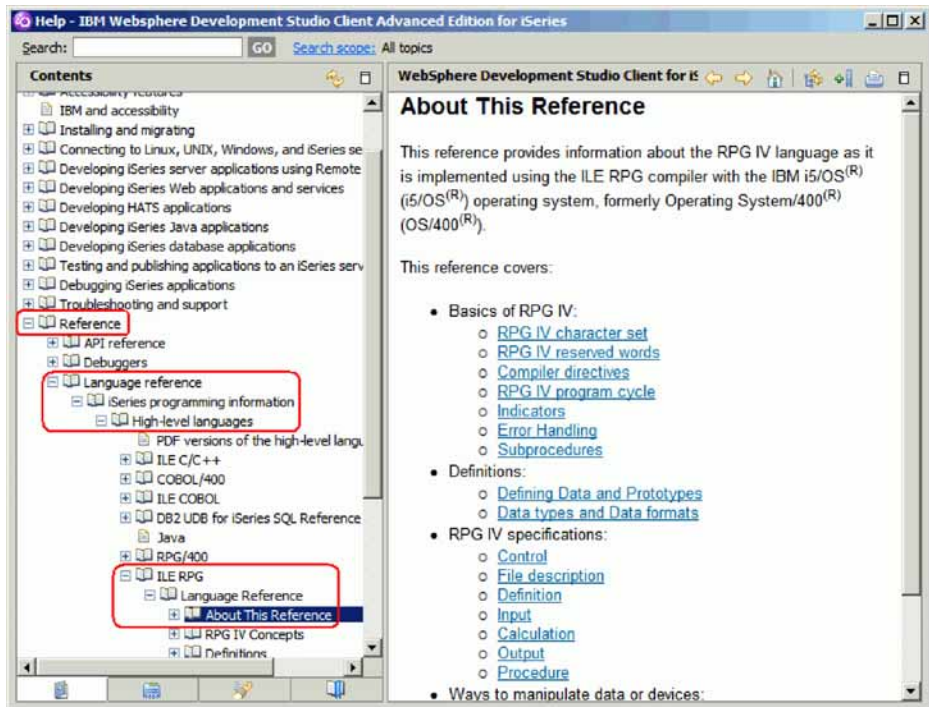 Help - IBM Websphere Development Studio Client Advanced Edition for iSeries
Search: GO Search scope: All topics
Contents
Accessibility features
IBM and accessibility
Installing and migrating
Connecting to Linux, UNIX, Windows, and iSeries se
Developing iSeries server applications using Remote
Developing iSeries Web applications and services
Developing HATS applications
Developing iSeries Java applications
Developing iSeries database applications
Testing and publishing applications to an iSeries serv
Debugging iSeries applications
Troubleshooting and support
Reference
API reference
Debuggers
Language reference
iSeries programming information
High-level languages
PDF versions of the high-level langu
ILE C/C++
COBOL/400
ILE COBOL
DB2 UDB for iSeries SQL Reference
Java
RPG/400
ILE RPG
Language Reference
About This Reference
RPG IV Concepts
Definitions
WebSphere Development Studio Client for iS
About This Reference
This reference provides information about the RPG IV language as it
is implemented using the ILE RPG compiler with the IBM i5/OS(R)
(i5/OS(R)) operating system, formerly Operating System/400(R)
(OS/400(R)).
This reference covers:
• Basics of RPG IV:
o RPG IV character set
o RPG IV reserved words
o Compiler directives
o RPG IV program cycle
o Indicators
o Error Handling
o Subprocedures
• Definitions:
o Defining Data and Prototypes
o Data types and Data formats
• RPG IV specifications:
o Control
o File description
o Definition
o Input
o Calculation
o Output
o Procedure
• Ways to manipulate data or devices: